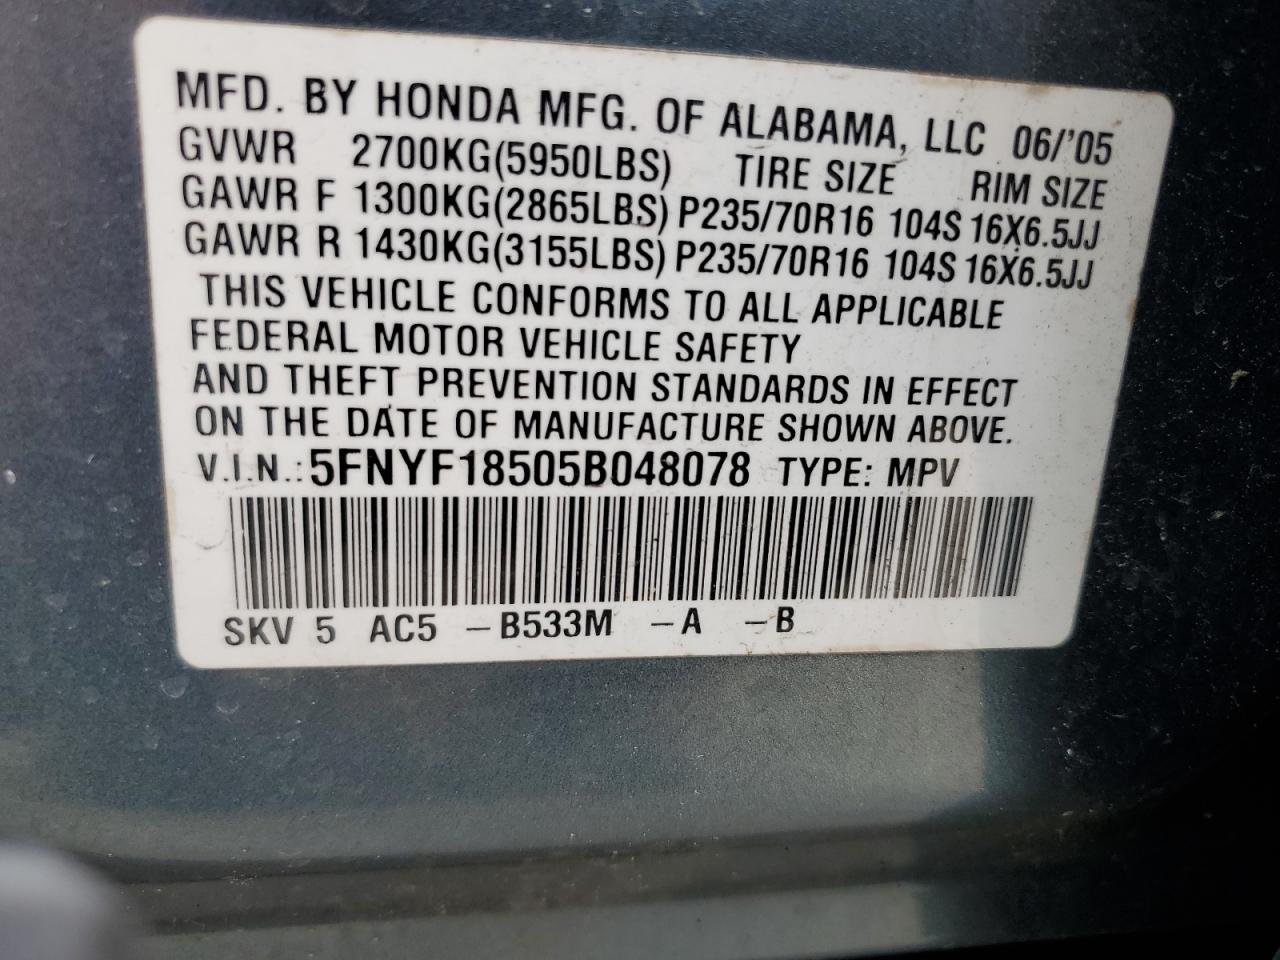 MFD. BY HONDA MFG. OF ALABAMA, LLC 06/'05
GVWR 2700KG(5950LBS) TIRE SIZE RIM SIZE
GAWR F 1300KG(2865LBS) P235/70R16 104S 16X6.5JJ
GAWR R 1430KG(3155LBS) P235/70R16 104S 16X6.5JJ
THIS VEHICLE CONFORMS TO ALL APPLICABLE
FEDERAL MOTOR VEHICLE SAFETY
AND THEFT PREVENTION STANDARDS IN EFFECT
ON THE DATE OF MANUFACTURE SHOWN ABOVE.
V.I.N.: 5FNYF18505B048078 TYPE: MPV
SKV 5 AC5 -B533M -A -B